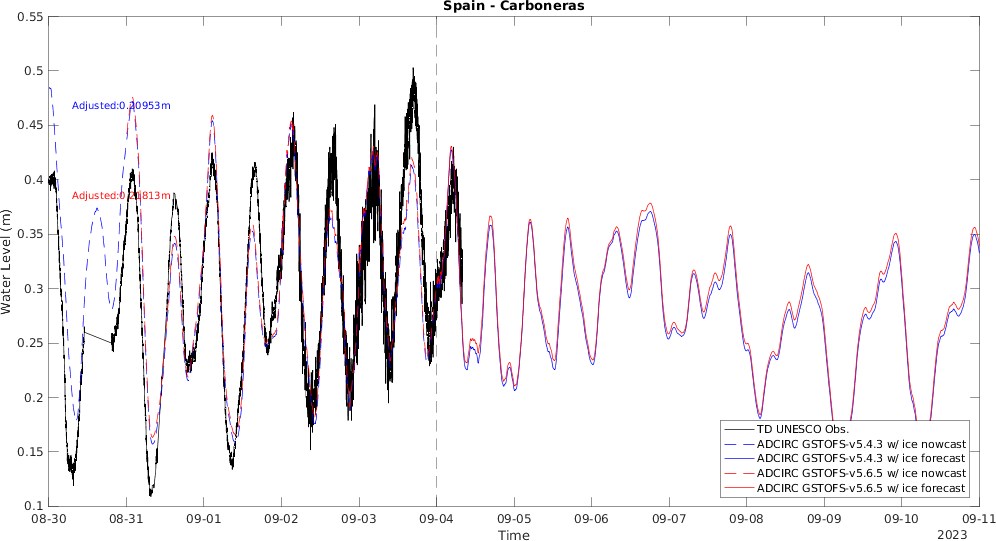 Spain - Carboneras
0.55
0.5
0.45
0.4
0.35
0.3
0.25
0.2
0.15
0.1
Water Level (m)
Adjusted:0.20953m
Adjusted:0.21813m
TD UNESCO Obs.
ADCIRC GSTOFS-v5.4.3 w/ ice nowcast
ADCIRC GSTOFS-v5.4.3 w/ ice forecast
ADCIRC GSTOFS-v5.6.5 w/ ice nowcast
ADCIRC GSTOFS-v5.6.5 w/ ice forecast
08-30 08-31 09-01 09-02 09-03 09-04 09-05 09-06 09-07 09-08 09-09 09-10 09-11
Time
2023